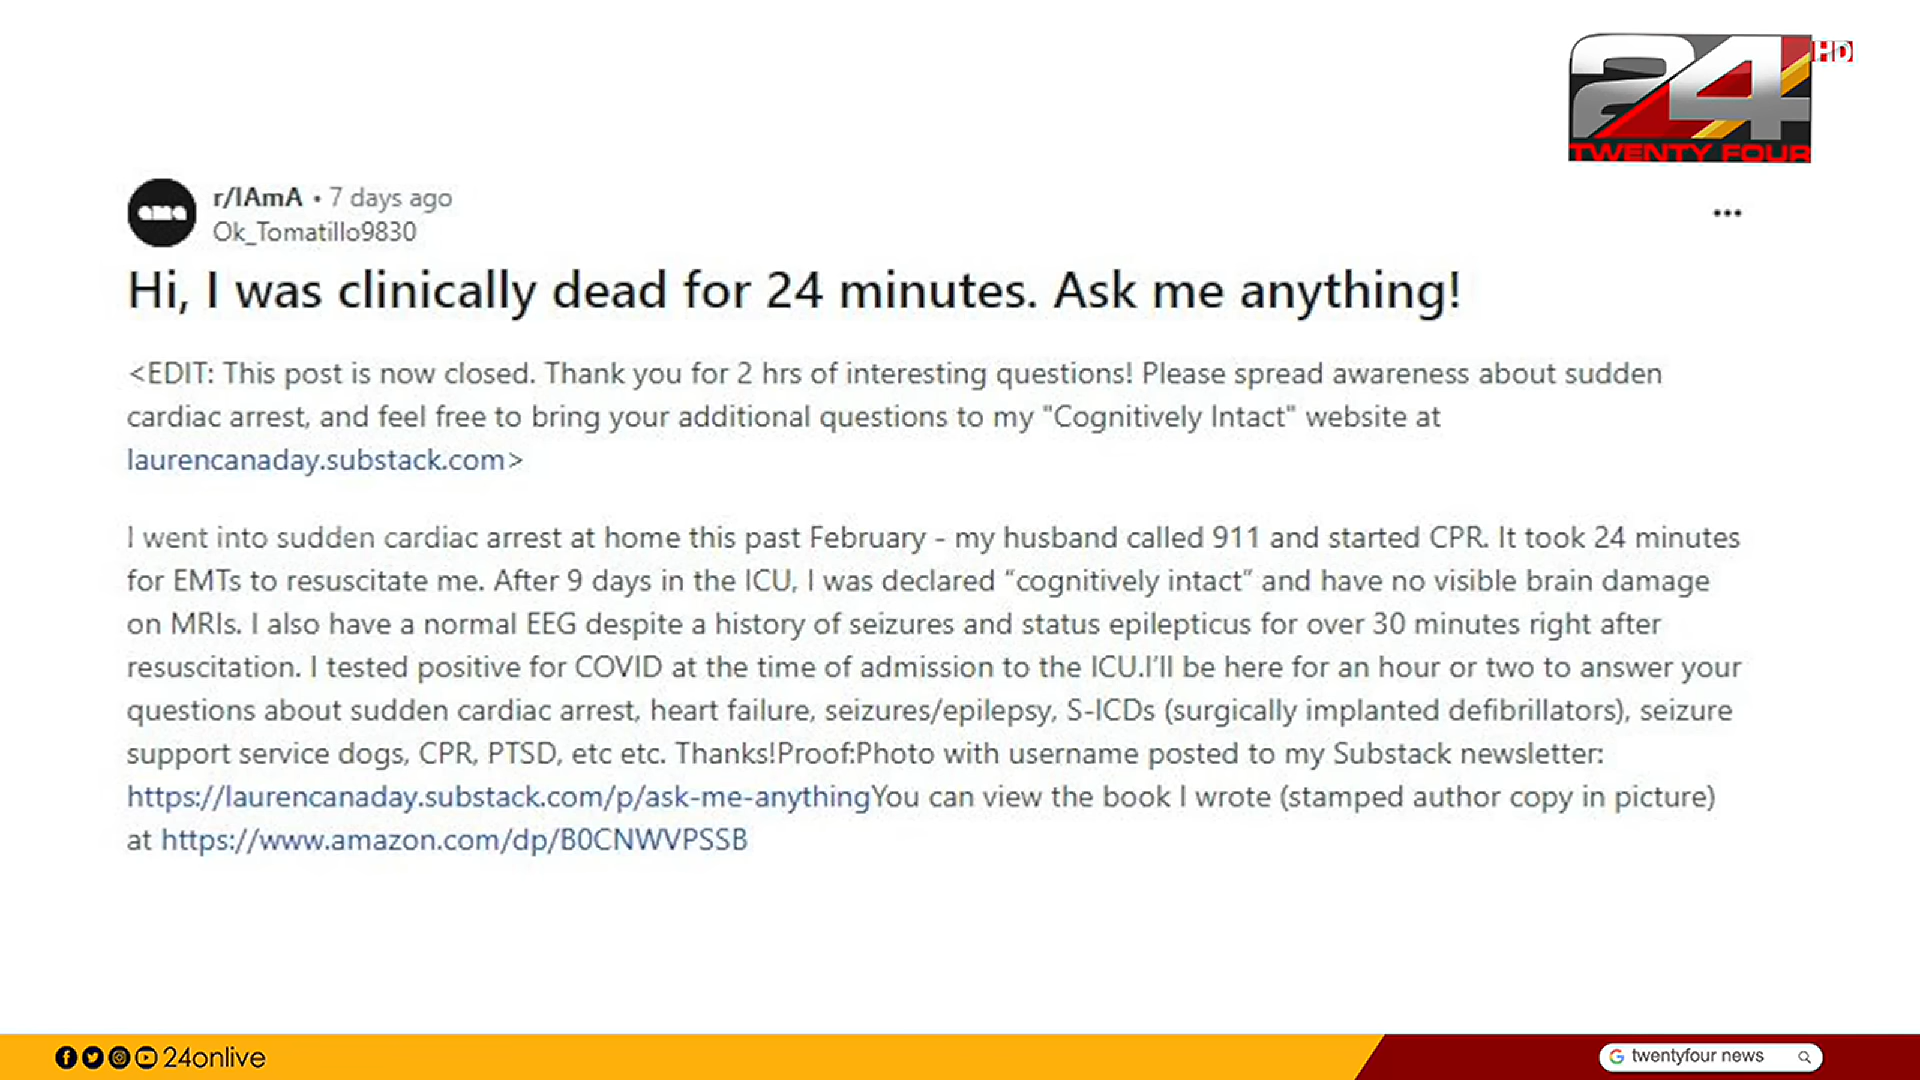 24 HD
TWENTY FOUR
ama
r/IAmA • 7 days ago
Ok_Tomatillo9830
Hi, I was clinically dead for 24 minutes. Ask me anything!
<EDIT: This post is now closed. Thank you for 2 hrs of interesting questions! Please spread awareness about sudden
cardiac arrest, and feel free to bring your additional questions to my "Cognitively Intact" website at
laurencanaday.substack.com>
I went into sudden cardiac arrest at home this past February - my husband called 911 and started CPR. It took 24 minutes
for EMTs to resuscitate me. After 9 days in the ICU, I was declared “cognitively intact” and have no visible brain damage
on MRIs. I also have a normal EEG despite a history of seizures and status epilepticus for over 30 minutes right after
resuscitation. I tested positive for COVID at the time of admission to the ICU.I’ll be here for an hour or two to answer your
questions about sudden cardiac arrest, heart failure, seizures/epilepsy, S-ICDs (surgically implanted defibrillators), seizure
support service dogs, CPR, PTSD, etc etc. Thanks!Proof:Photo with username posted to my Substack newsletter:
https://laurencanaday.substack.com/p/ask-me-anythingYou can view the book I wrote (stamped author copy in picture)
at https://www.amazon.com/dp/B0CNWVPSSB
24onlive
twentyfour news